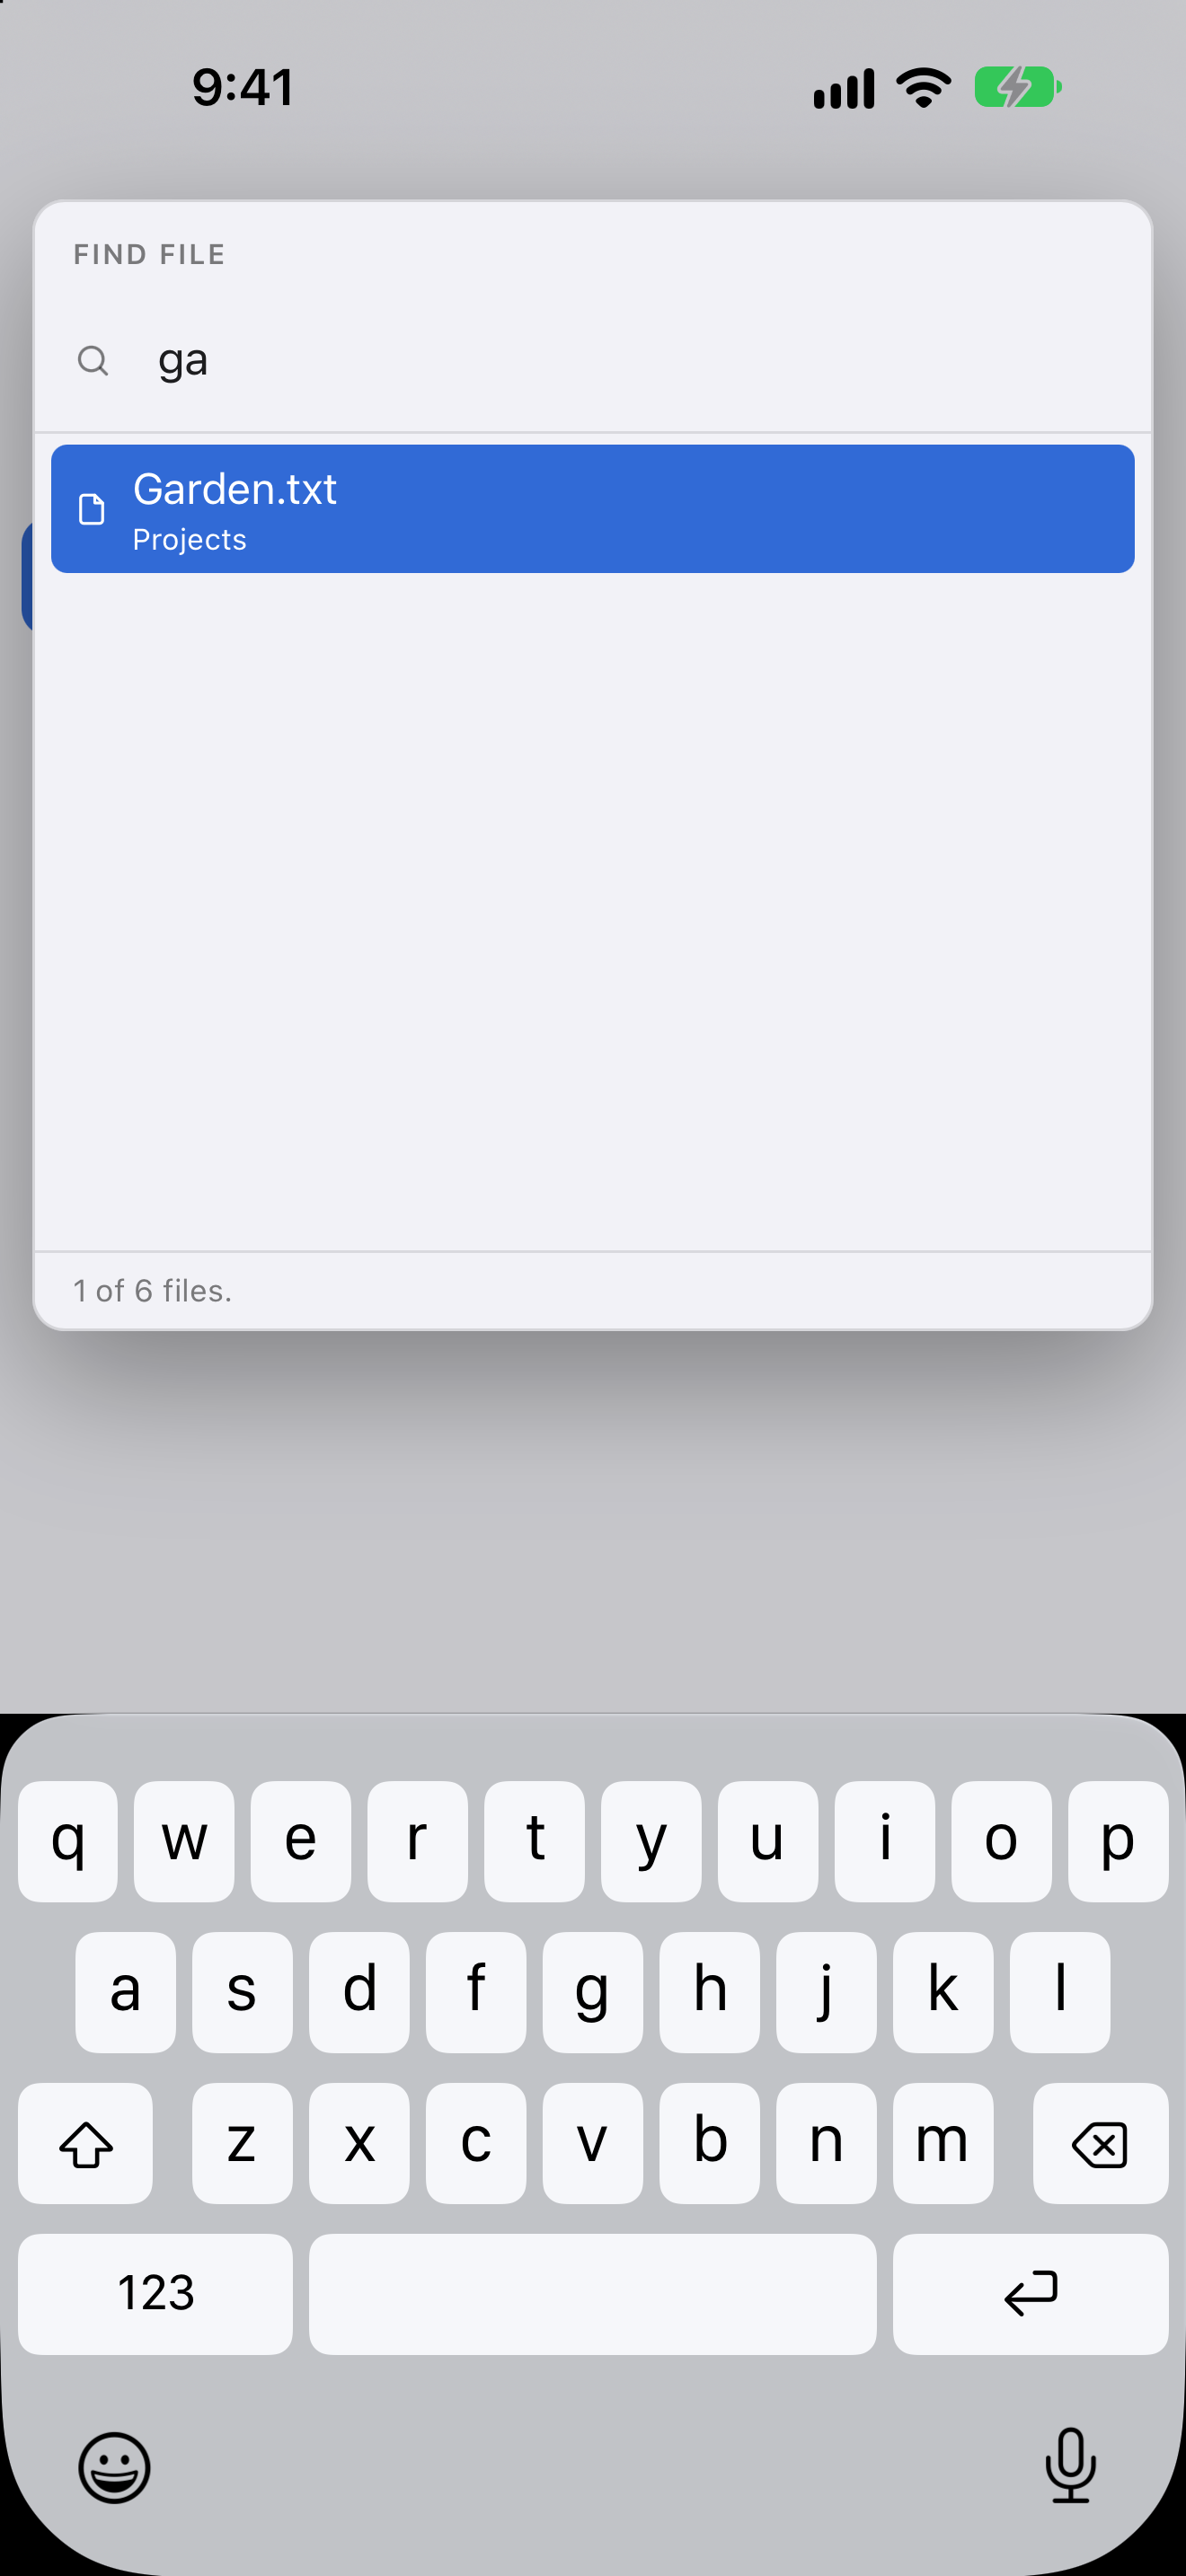 9:41
FIND FILE
ga
Garden.txt
Projects
1 of 6 files.
q w e r t y u i o p
a s d f g h j k l
z x c v b n m
123